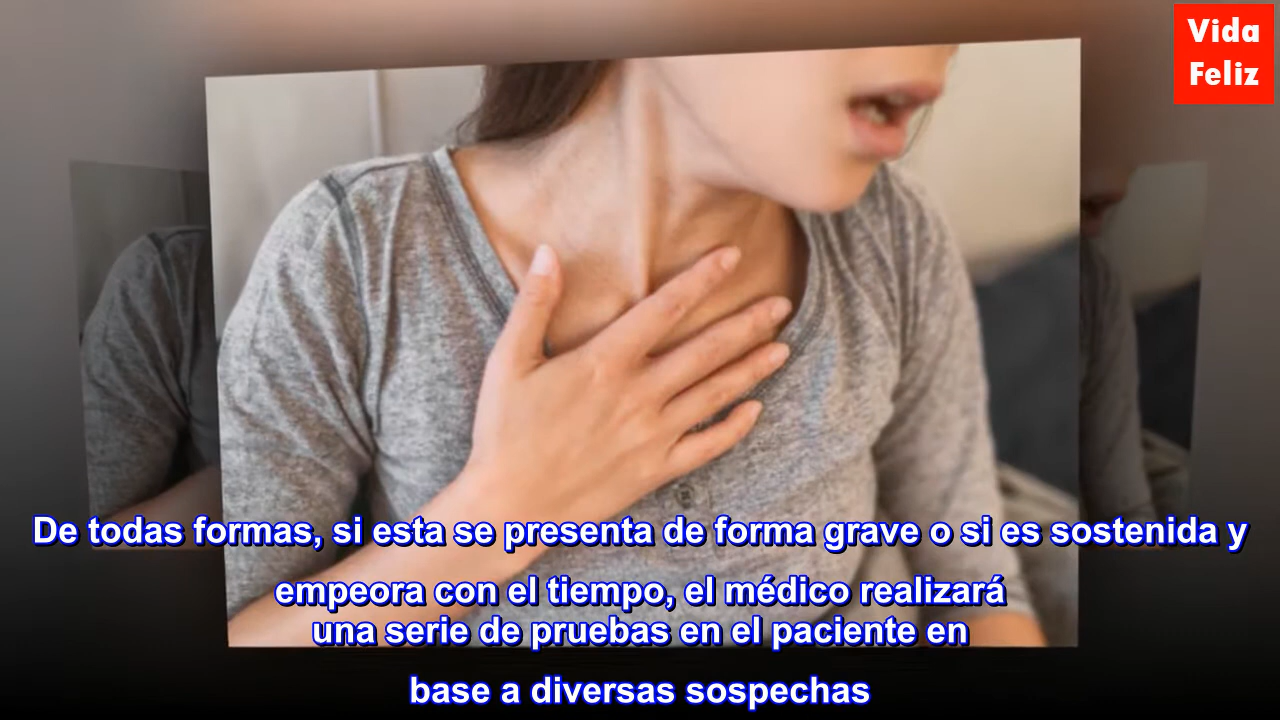 Vida
Feliz
De todas formas, si esta se presenta de forma grave o si es sostenida y
empeora con el tiempo, el médico realizará
una serie de pruebas en el paciente en
base a diversas sospechas